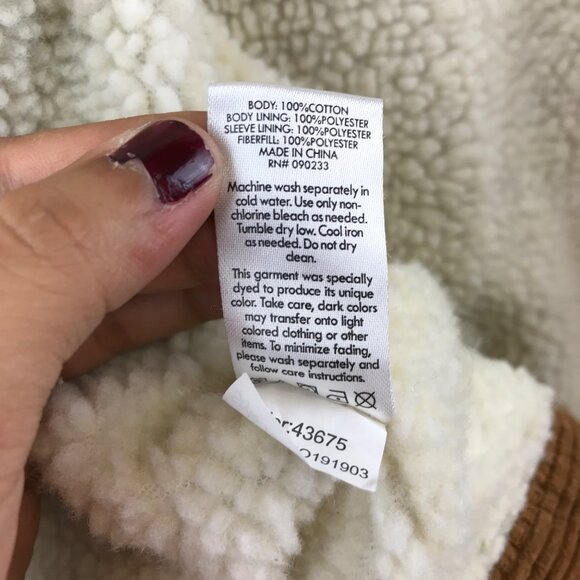 BODY: 100%COTTON
BODY LINING: 100%POLYESTER
SLEEVE LINING: 100%POLYESTER
FIBERFILL: 100%POLYESTER
MADE IN CHINA
RN# 090233
Machine wash separately in
cold water. Use only non-
chlorine bleach as needed.
Tumble dry low. Cool iron
as needed. Do not dry
clean.
This garment was specially
dyed to produce its unique
color. Take care, dark colors
may transfer onto light
colored clothing or other
items. To minimize fading,
please wash separately and
follow care instructions.
43675
191903